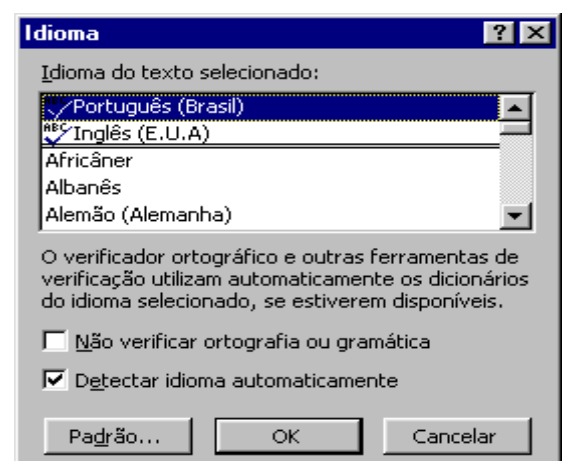 Idioma
Idioma do texto selecionado:
Português (Brasil)
ABC Inglês (E.U.A)
Africâner
Albanês
Alemão (Alemanha)
O verificador ortográfico e outras ferramentas de
verificação utilizam automaticamente os dicionários
do idioma selecionado, se estiverem disponíveis.
Não verificar ortografia ou gramática
Detectar idioma automaticamente
Padrão... OK Cancelar